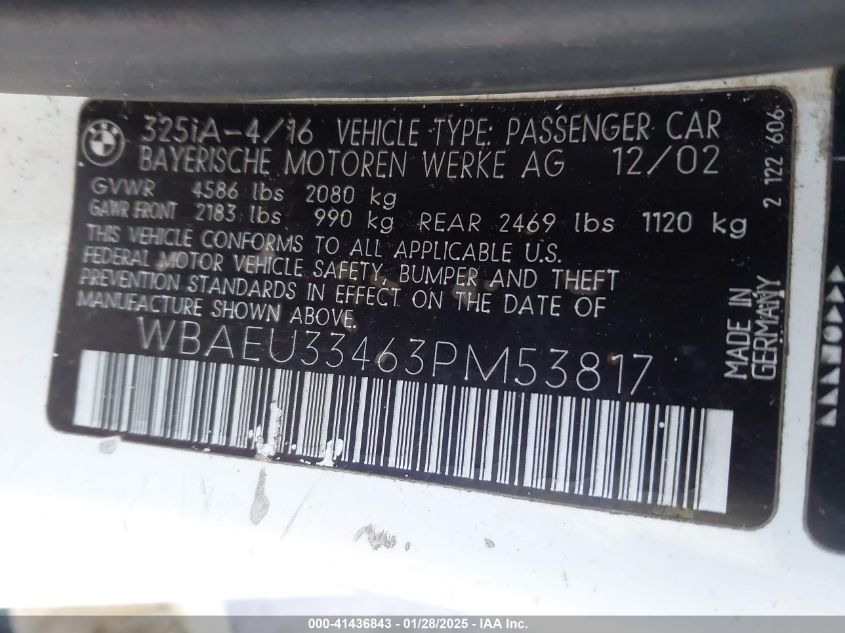 BMW
325iA-4/16 VEHICLE TYPE: PASSENGER CAR
BAYERISCHE MOTOREN WERKE AG 12/02
GVWR 4586 lbs 2080 kg
GAWR FRONT 2183 lbs 990 kg REAR 2469 lbs 1120 kg
THIS VEHICLE CONFORMS TO ALL APPLICABLE U.S.
FEDERAL MOTOR VEHICLE SAFETY, BUMPER AND THEFT
PREVENTION STANDARDS IN EFFECT ON THE DATE OF
MANUFACTURE SHOWN ABOVE.
WBAEU33463PM53817
MADE IN
GERMANY
2 122 606
000-41436843 | 01/28/2025 - IAA, Inc.